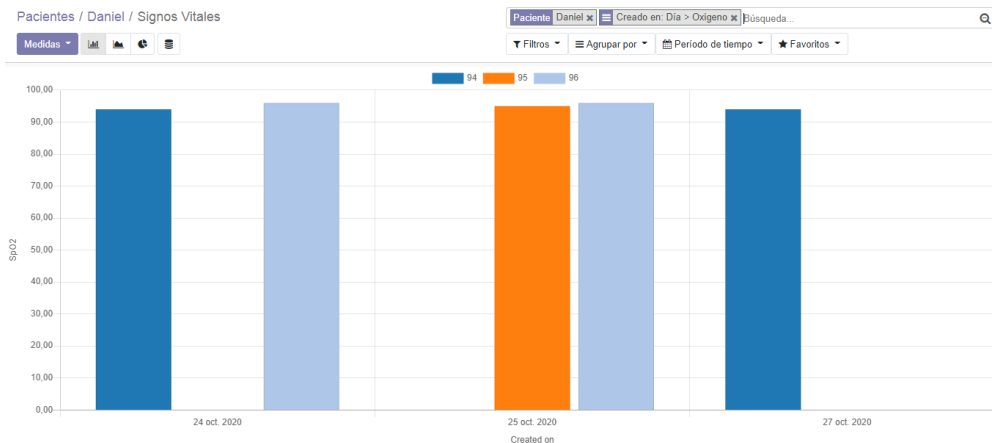 Pacientes / Daniel / Signos Vitales
Paciente Daniel × Creado en: Día > Oxigeno × Búsqueda...
Medidas
Filtros Agrupar por Período de tiempo Favoritos
94 95 96
100,00
90,00
80,00
70,00
60,00
50,00
40,00
30,00
20,00
10,00
0,00
SpO2
24 oct. 2020 25 oct. 2020 27 oct. 2020
Created on